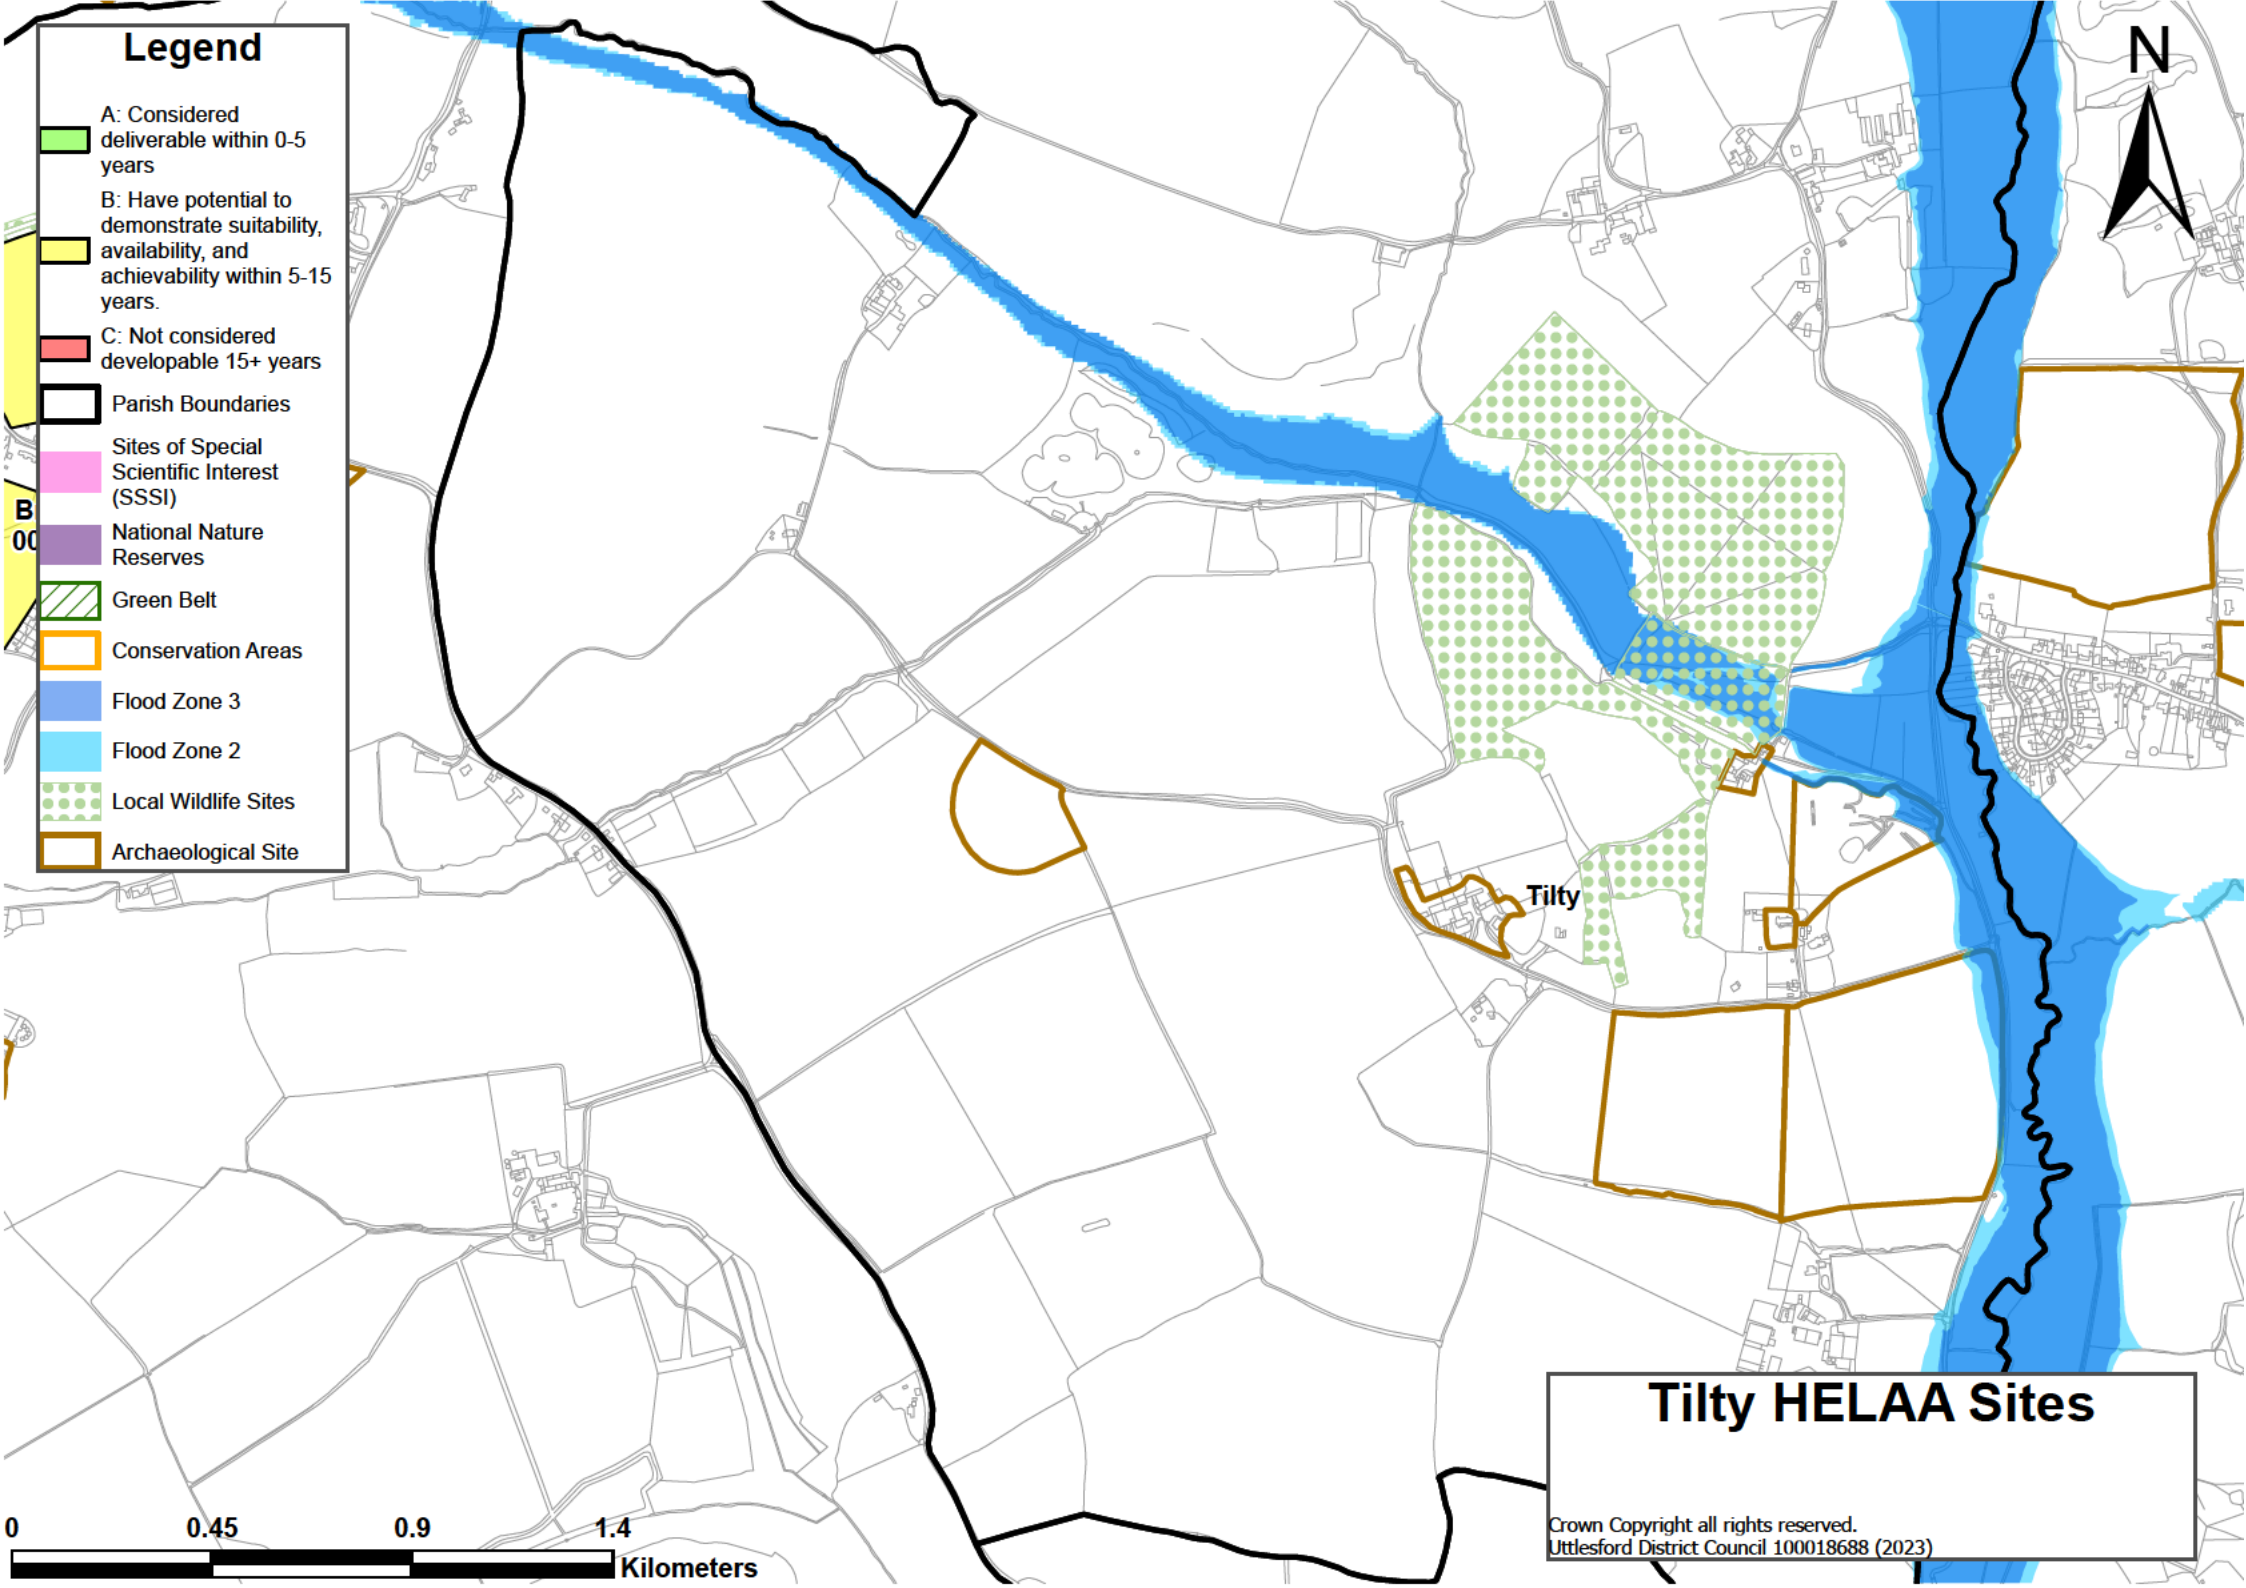 Legend
A: Considered
deliverable within 0-5
years
B: Have potential to
demonstrate suitability,
availability, and
achievability within 5-15
years.
C: Not considered
developable 15+ years
Parish Boundaries
Sites of Special
Scientific Interest
(SSSI)
National Nature
Reserves
Green Belt
Conservation Areas
Flood Zone 3
Flood Zone 2
Local Wildlife Sites
Archaeological Site
B
00
N
Tilty
Tilty HELAA Sites
Crown Copyright all rights reserved.
Uttlesford District Council 100018688 (2023)
0 0.45 0.9 1.4
Kilometers